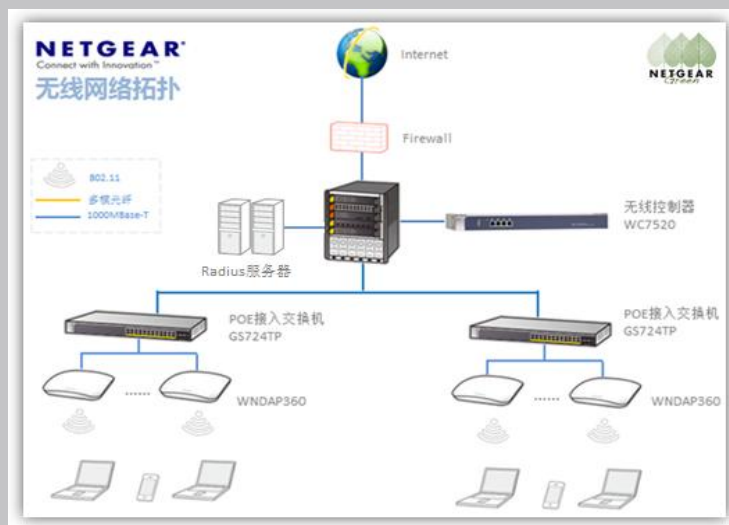 NETGEAR®
Connect with Innovation™
无线网络拓扑
Internet
NETGEAR
Green
Firewall
802.11
多模光纤
1000MBase-T
Radius服务器
无线控制器
WC7520
POE接入交换机
GS724TP
POE接入交换机
GS724TP
......
WNDAP360
......
WNDAP360